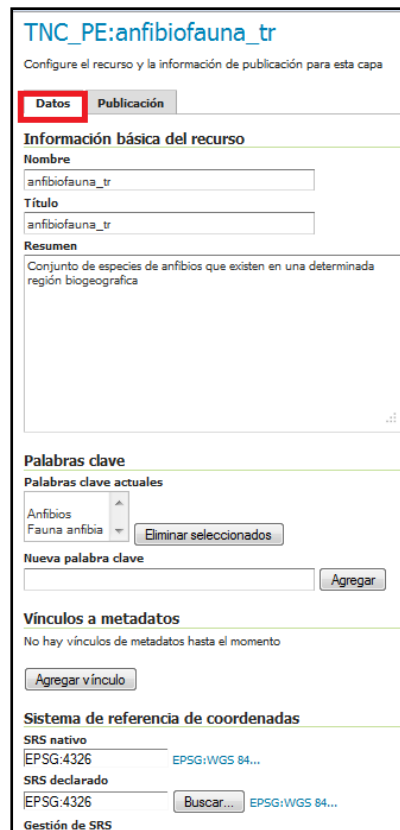 TNC_PE:anfibiofauna_tr
Configure el recurso y la información de publicación para esta capa
Datos Publicación
Información básica del recurso
Nombre
anfibiofauna_tr
Título
anfibiofauna_tr
Resumen
Conjunto de especies de anfibios que existen en una determinada
región biogeografica
Palabras clave
Palabras clave actuales
Anfibios
Fauna anfibia
Eliminar seleccionados
Nueva palabra clave
Agregar
Vínculos a metadatos
No hay vínculos de metadatos hasta el momento
Agregar vínculo
Sistema de referencia de coordenadas
SRS nativo
EPSG:4326 EPSG:WGS 84...
SRS declarado
EPSG:4326 Buscar... EPSG:WGS 84...
Gestión de SRS